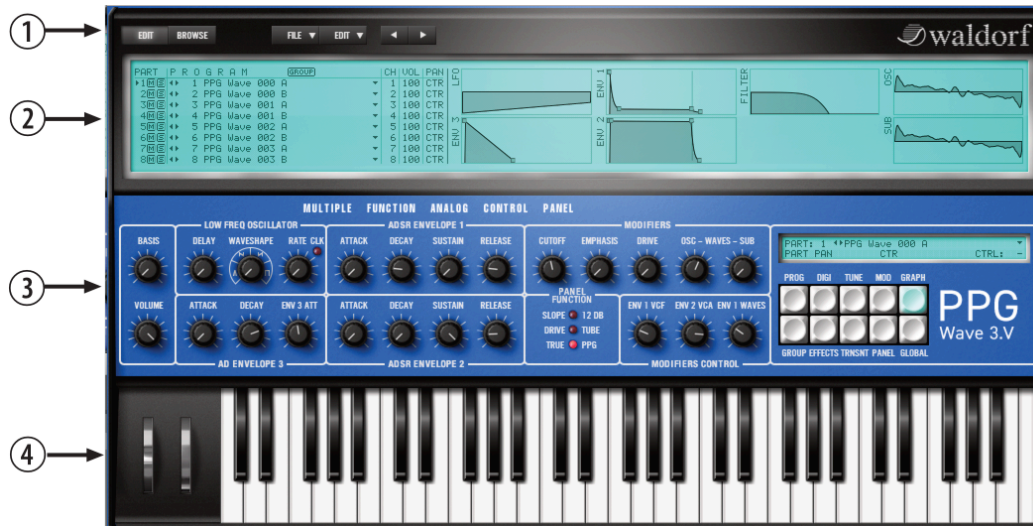 1
EDIT BROWSE FILE ▼ EDIT ▼ ◄ ► waldorf
2
PART PROGRAM GROUP CH VOL PAN
1 M S 1 PPG Wave 000 A 1 100 CTR
2 M S 2 PPG Wave 000 B 2 100 CTR
3 M S 3 PPG Wave 001 A 3 100 CTR
4 M S 4 PPG Wave 001 B 4 100 CTR
5 M S 5 PPG Wave 002 A 5 100 CTR
6 M S 6 PPG Wave 002 B 6 100 CTR
7 M S 7 PPG Wave 003 A 7 100 CTR
8 M S 8 PPG Wave 003 B 8 100 CTR
LFO ENV 1 FILTER OSC
ENV 3 ENV 2 SUB
3
MULTIPLE FUNCTION ANALOG CONTROL PANEL
LOW FREQ OSCILLATOR ADSR ENVELOPE 1 MODIFIERS
BASIS DELAY WAVESHAPE RATE CLK ATTACK DECAY SUSTAIN RELEASE CUTOFF EMPHASIS DRIVE OSC – WAVES – SUB
PART: 1 PPG Wave 000 A
PART PAN CTR CTRL: -
PROG DIGI TUNE MOD GRAPH
VOLUME ATTACK DECAY ENV 3 ATT ATTACK DECAY SUSTAIN RELEASE
PANEL FUNCTION
SLOPE 12 DB
DRIVE TUBE
TRUE PPG
ENV 1 VCF ENV 2 VCA ENV 1 WAVES
PPG
Wave 3.V
GROUP EFFECTS TRNSNT PANEL GLOBAL
AD ENVELOPE 3 ADSR ENVELOPE 2 MODIFIERS CONTROL
4